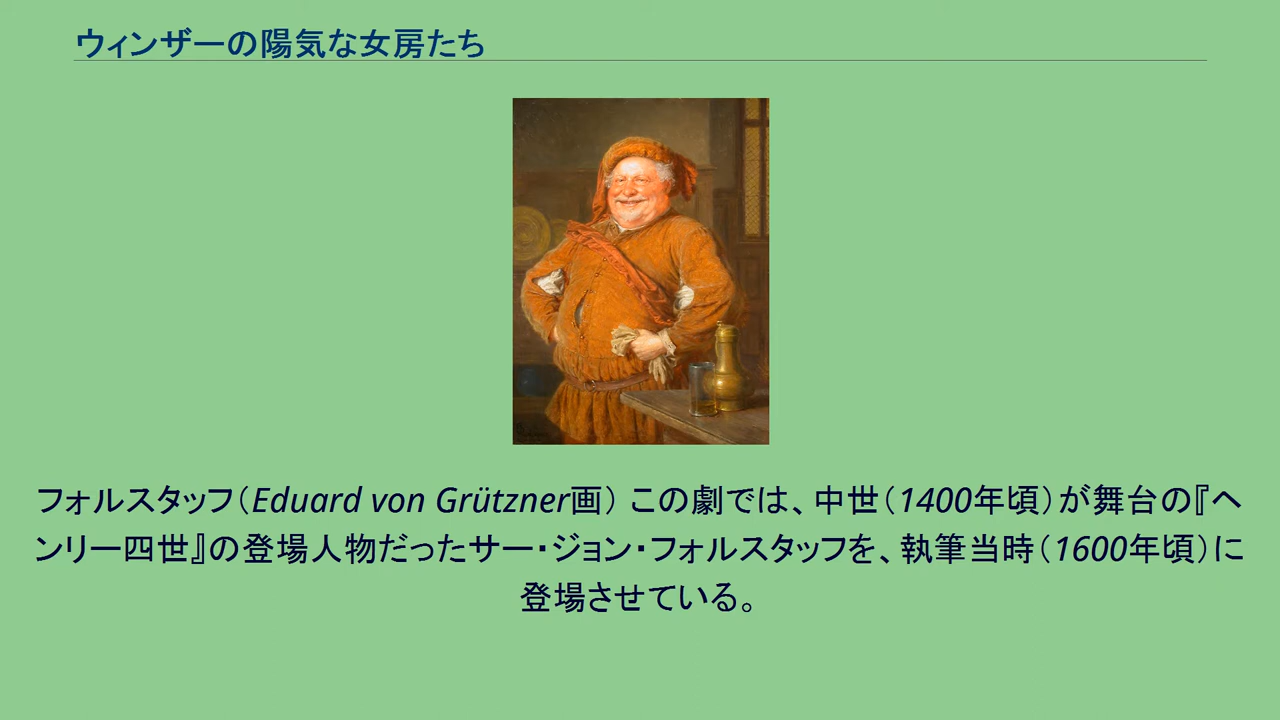 ウィンザーの陽気な女房たち
フォルスタッフ（Eduard von Grützner画） この劇では、中世（1400年頃）が舞台の『ヘ
ンリー四世』の登場人物だったサー・ジョン・フォルスタッフを、執筆当時（1600年頃）に
登場させている。